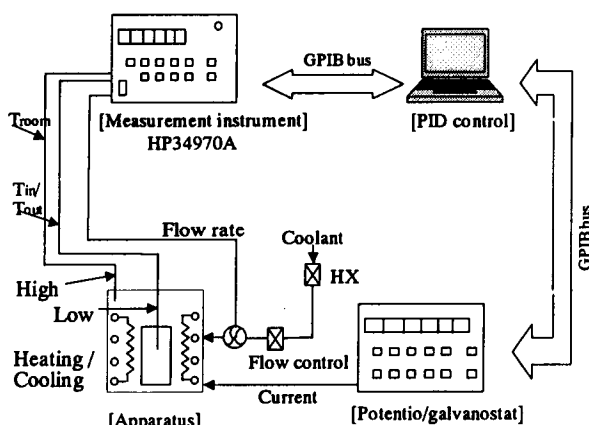 GPIB bus
[Measurement instrument]
HP34970A
[PID control]
Troom
Tin/
Tout
Flow rate
Coolant
HX
High
Low
Heating /
Cooling
Flow control
Current
GPIB bus
[Apparatus]
[Potentio/galvanostat]